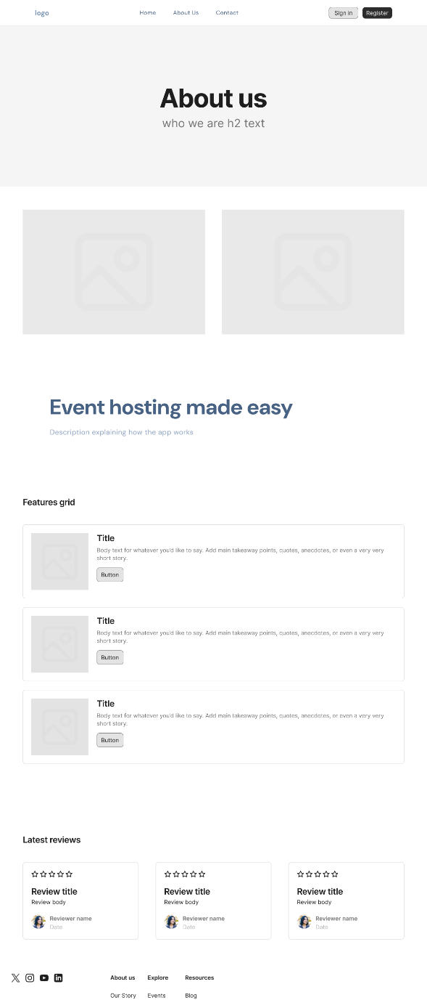 logo
Home About Us Contact
Sign in Register
About us
who we are h2 text
Event hosting made easy
Description explaining how the app works
Features grid
Title
Body text for whatever you'd like to say. Add main takeaway points, quotes, anecdotes, or even a very very
short story.
Button
Title
Body text for whatever you'd like to say. Add main takeaway points, quotes, anecdotes, or even a very very
short story.
Button
Title
Body text for whatever you'd like to say. Add main takeaway points, quotes, anecdotes, or even a very very
short story.
Button
Latest reviews
Review title
Review body
Reviewer name
Date
Review title
Review body
Reviewer name
Date
Review title
Review body
Reviewer name
Date
About us Explore Resources
Our Story Events Blog